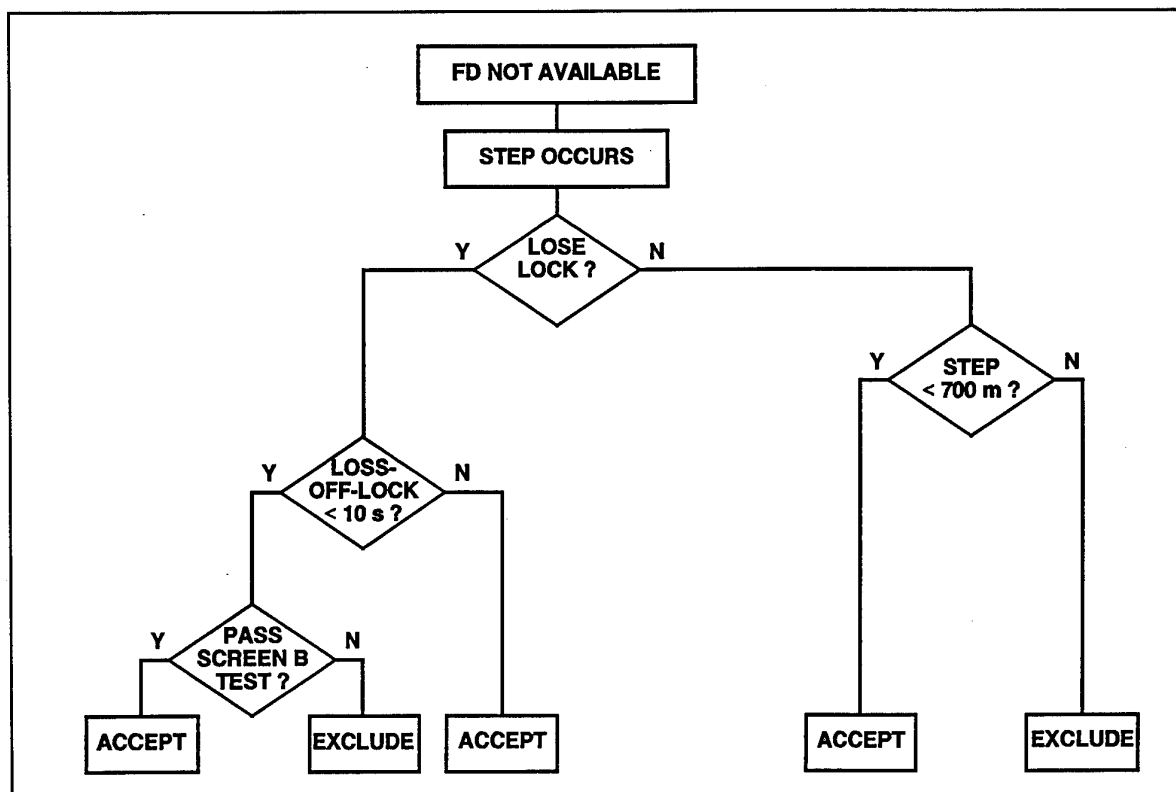 FD NOT AVAILABLE
STEP OCCURS
Y
LOSE
LOCK ?
N
Y
STEP
< 700 m ?
N
Y
LOSS-
OFF-LOCK
< 10 s ?
N
Y
PASS
SCREEN B
TEST ?
N
ACCEPT
EXCLUDE
ACCEPT
ACCEPT
EXCLUDE